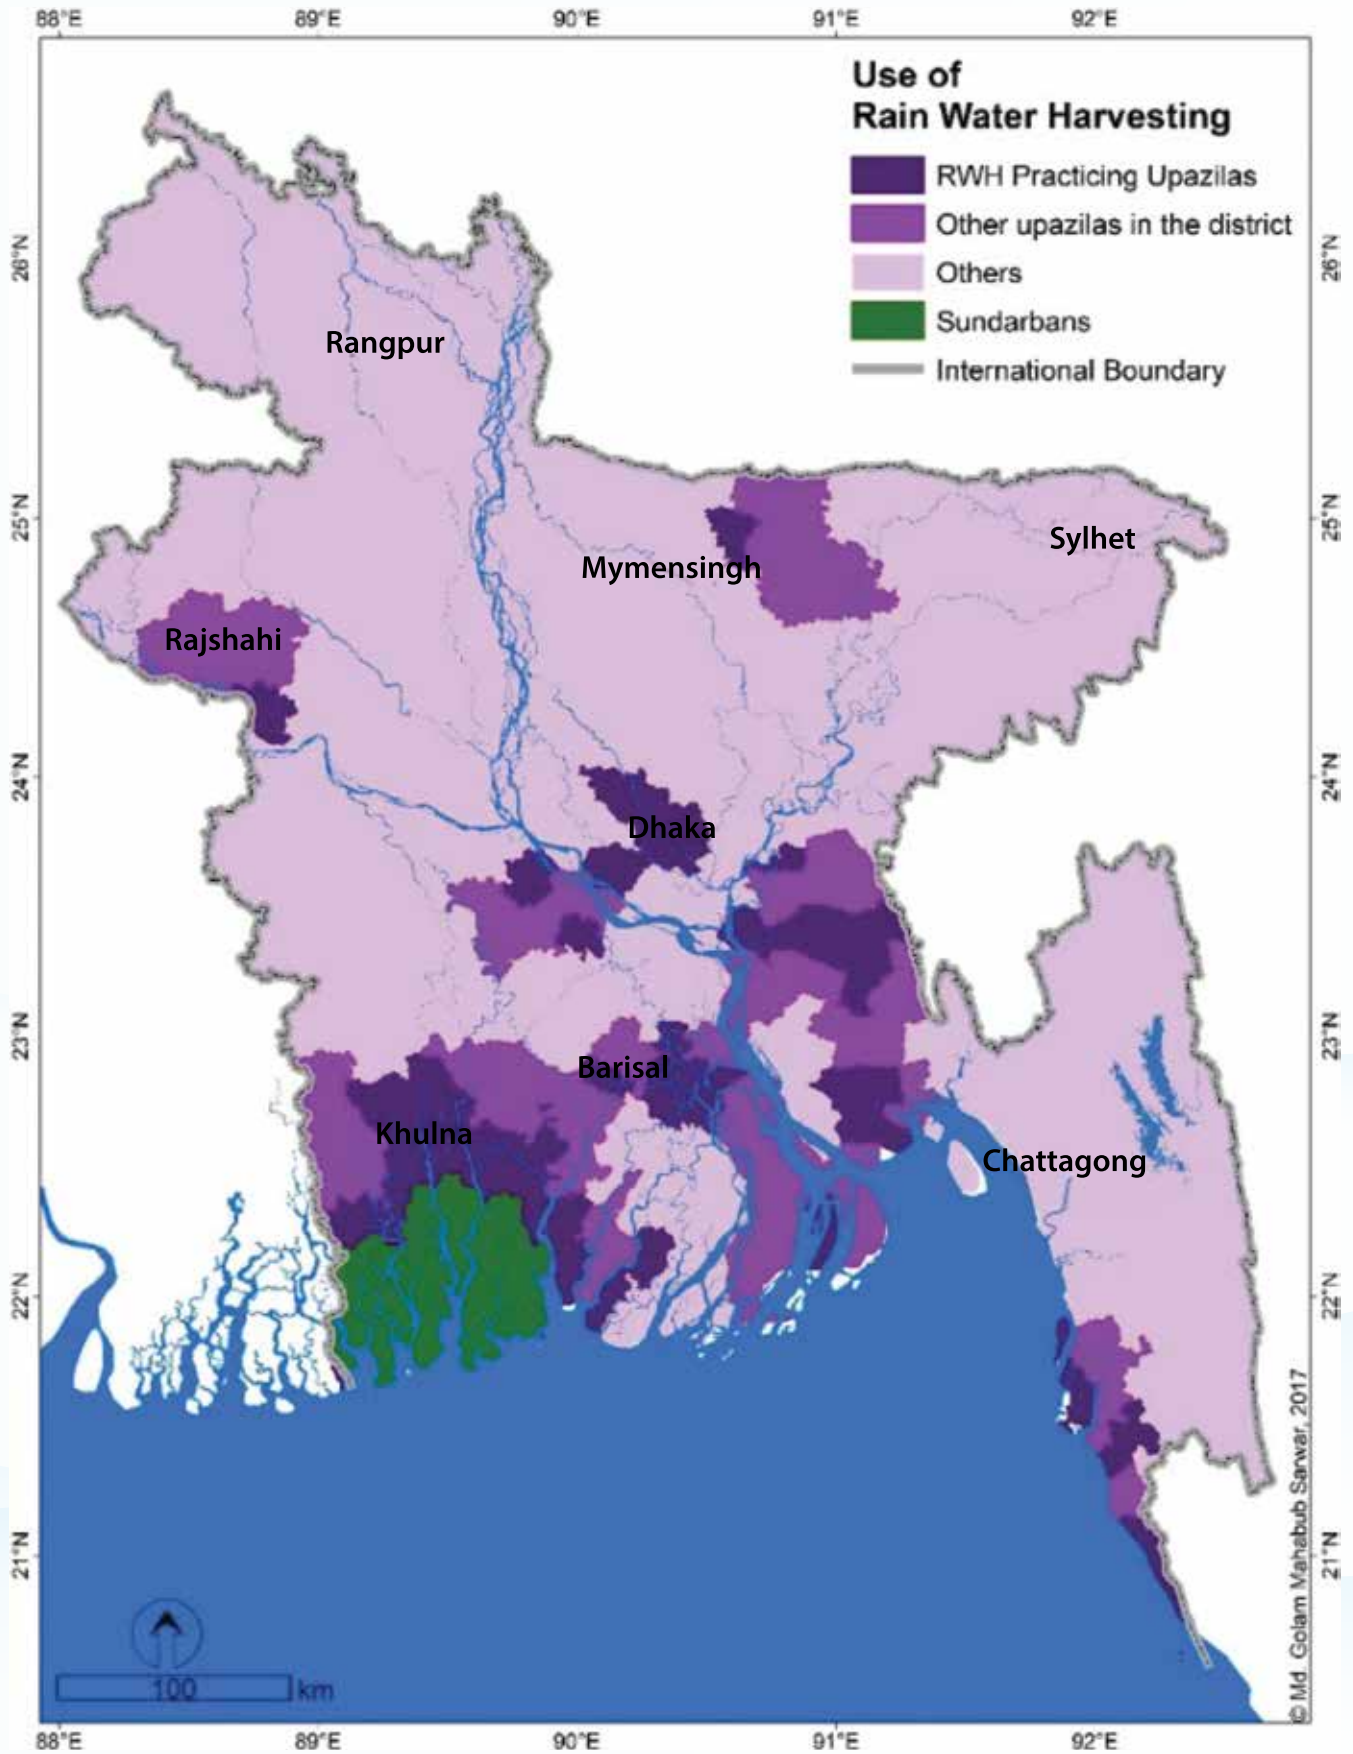 88°E 89°E 90°E 91°E 92°E
Use of
Rain Water Harvesting
RWH Practicing Upazilas
Other upazilas in the district
Others
Sundarbans
International Boundary
26°N 26°N
Rangpur
25°N 25°N
Sylhet
Mymensingh
Rajshahi
24°N 24°N
Dhaka
23°N 23°N
Barisal
Khulna
Chattagong
22°N 22°N
21°N 21°N
100 km
© Md. Golam Mahabub Sarwar, 2017
88°E 89°E 90°E 91°E 92°E